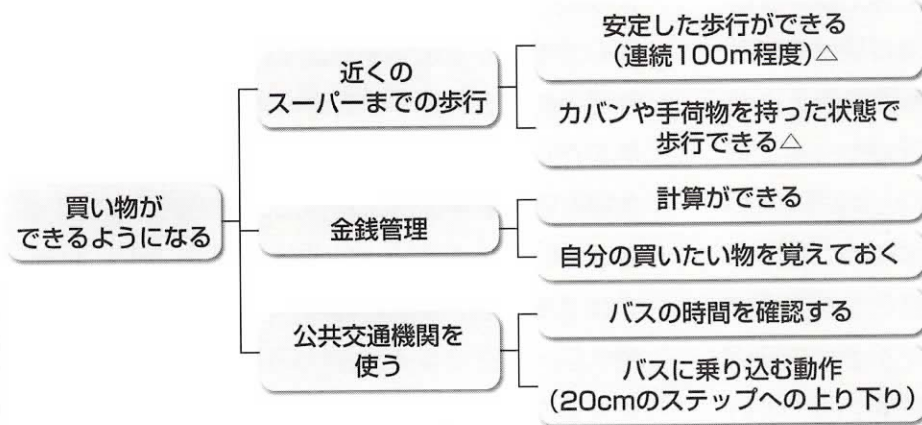 買い物が
できるようになる
近くの
スーパーまでの歩行
安定した歩行ができる
(連続100m程度)△
カバンや手荷物を持った状態で
歩行できる△
金銭管理
計算ができる
自分の買いたい物を覚えておく
公共交通機関を
使う
バスの時間を確認する
バスに乗り込む動作
(20cmのステップへの上り下り)